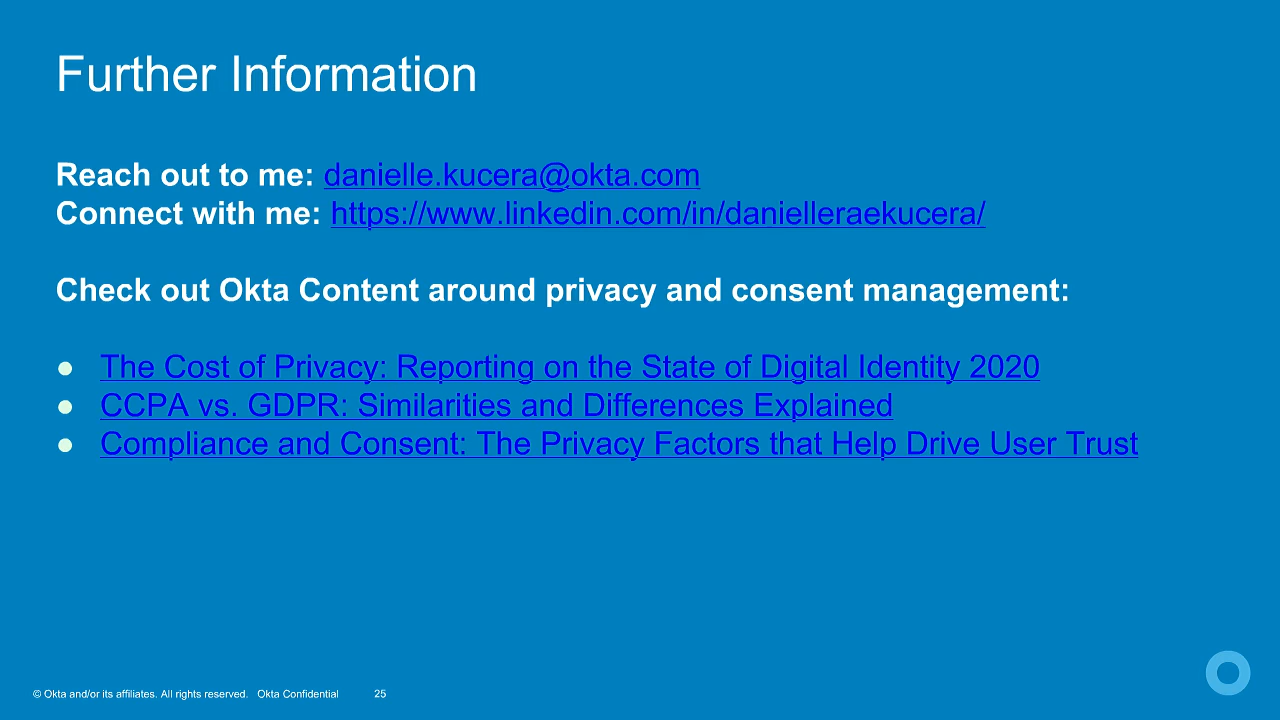 Further Information
Reach out to me: danielle.kucera@okta.com
Connect with me: https://www.linkedin.com/in/danielleraekucera/
Check out Okta Content around privacy and consent management:
● The Cost of Privacy: Reporting on the State of Digital Identity 2020
● CCPA vs. GDPR: Similarities and Differences Explained
● Compliance and Consent: The Privacy Factors that Help Drive User Trust
© Okta and/or its affiliates. All rights reserved. Okta Confidential 25